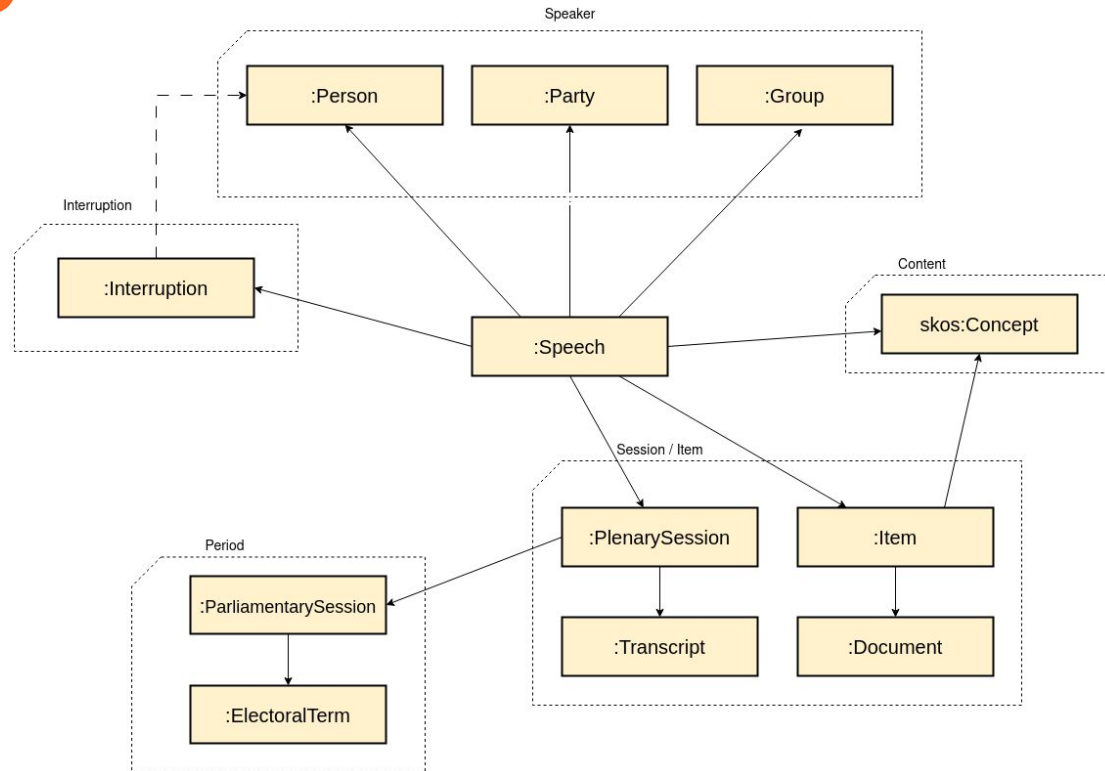 Speaker
:Person
:Party
:Group
Interruption
:Interruption
Content
skos:Concept
:Speech
Session / Item
:PlenarySession
:Item
Period
:ParliamentarySession
:Transcript
:Document
:ElectoralTerm